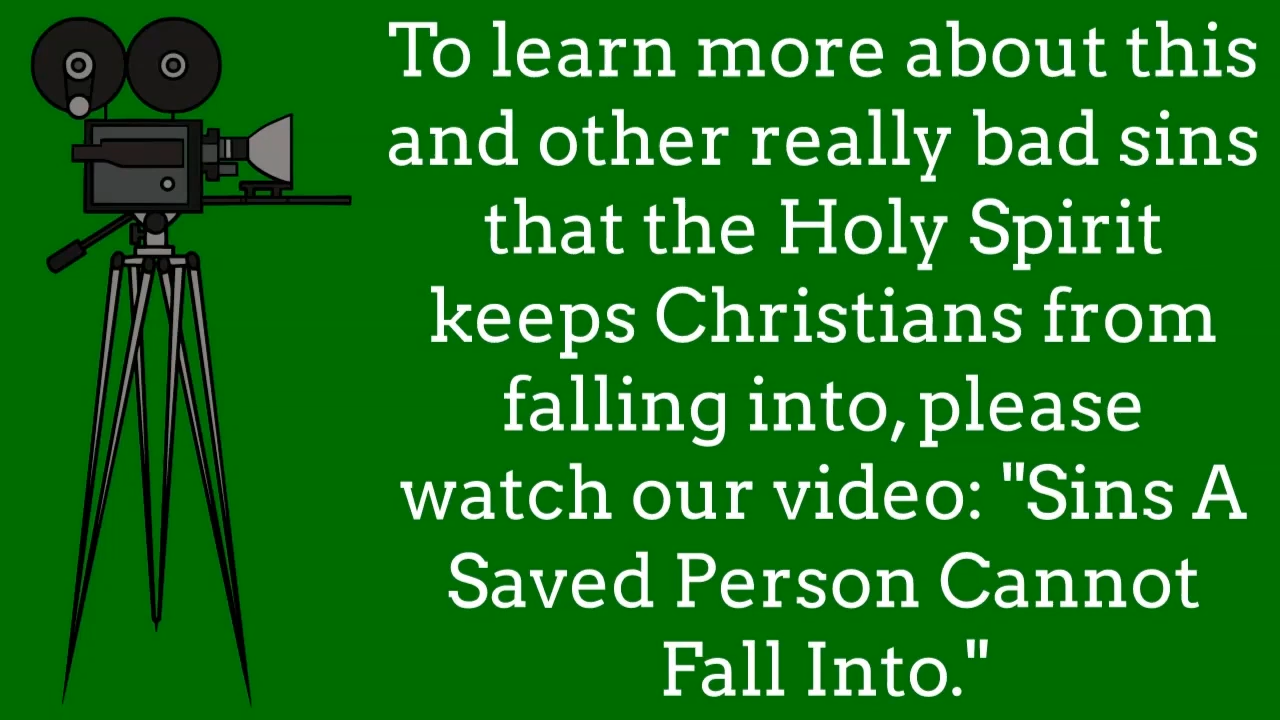 To learn more about this
and other really bad sins
that the Holy Spirit
keeps Christians from
falling into, please
watch our video: "Sins A
Saved Person Cannot
Fall Into."